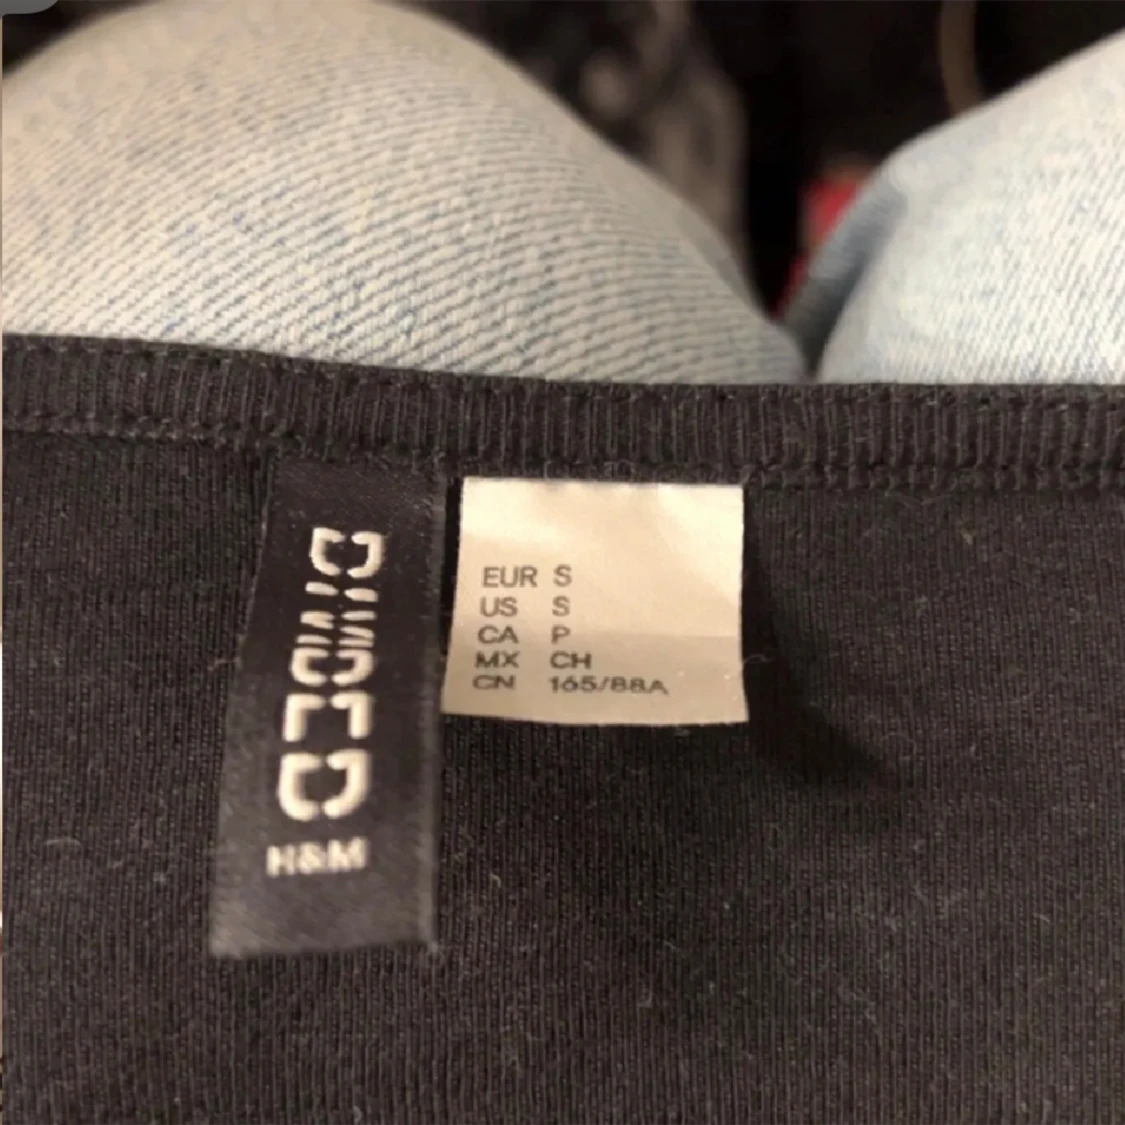 DIVIDED
H&M
EUR S
US S
CA P
MX CH
CN 165/88A